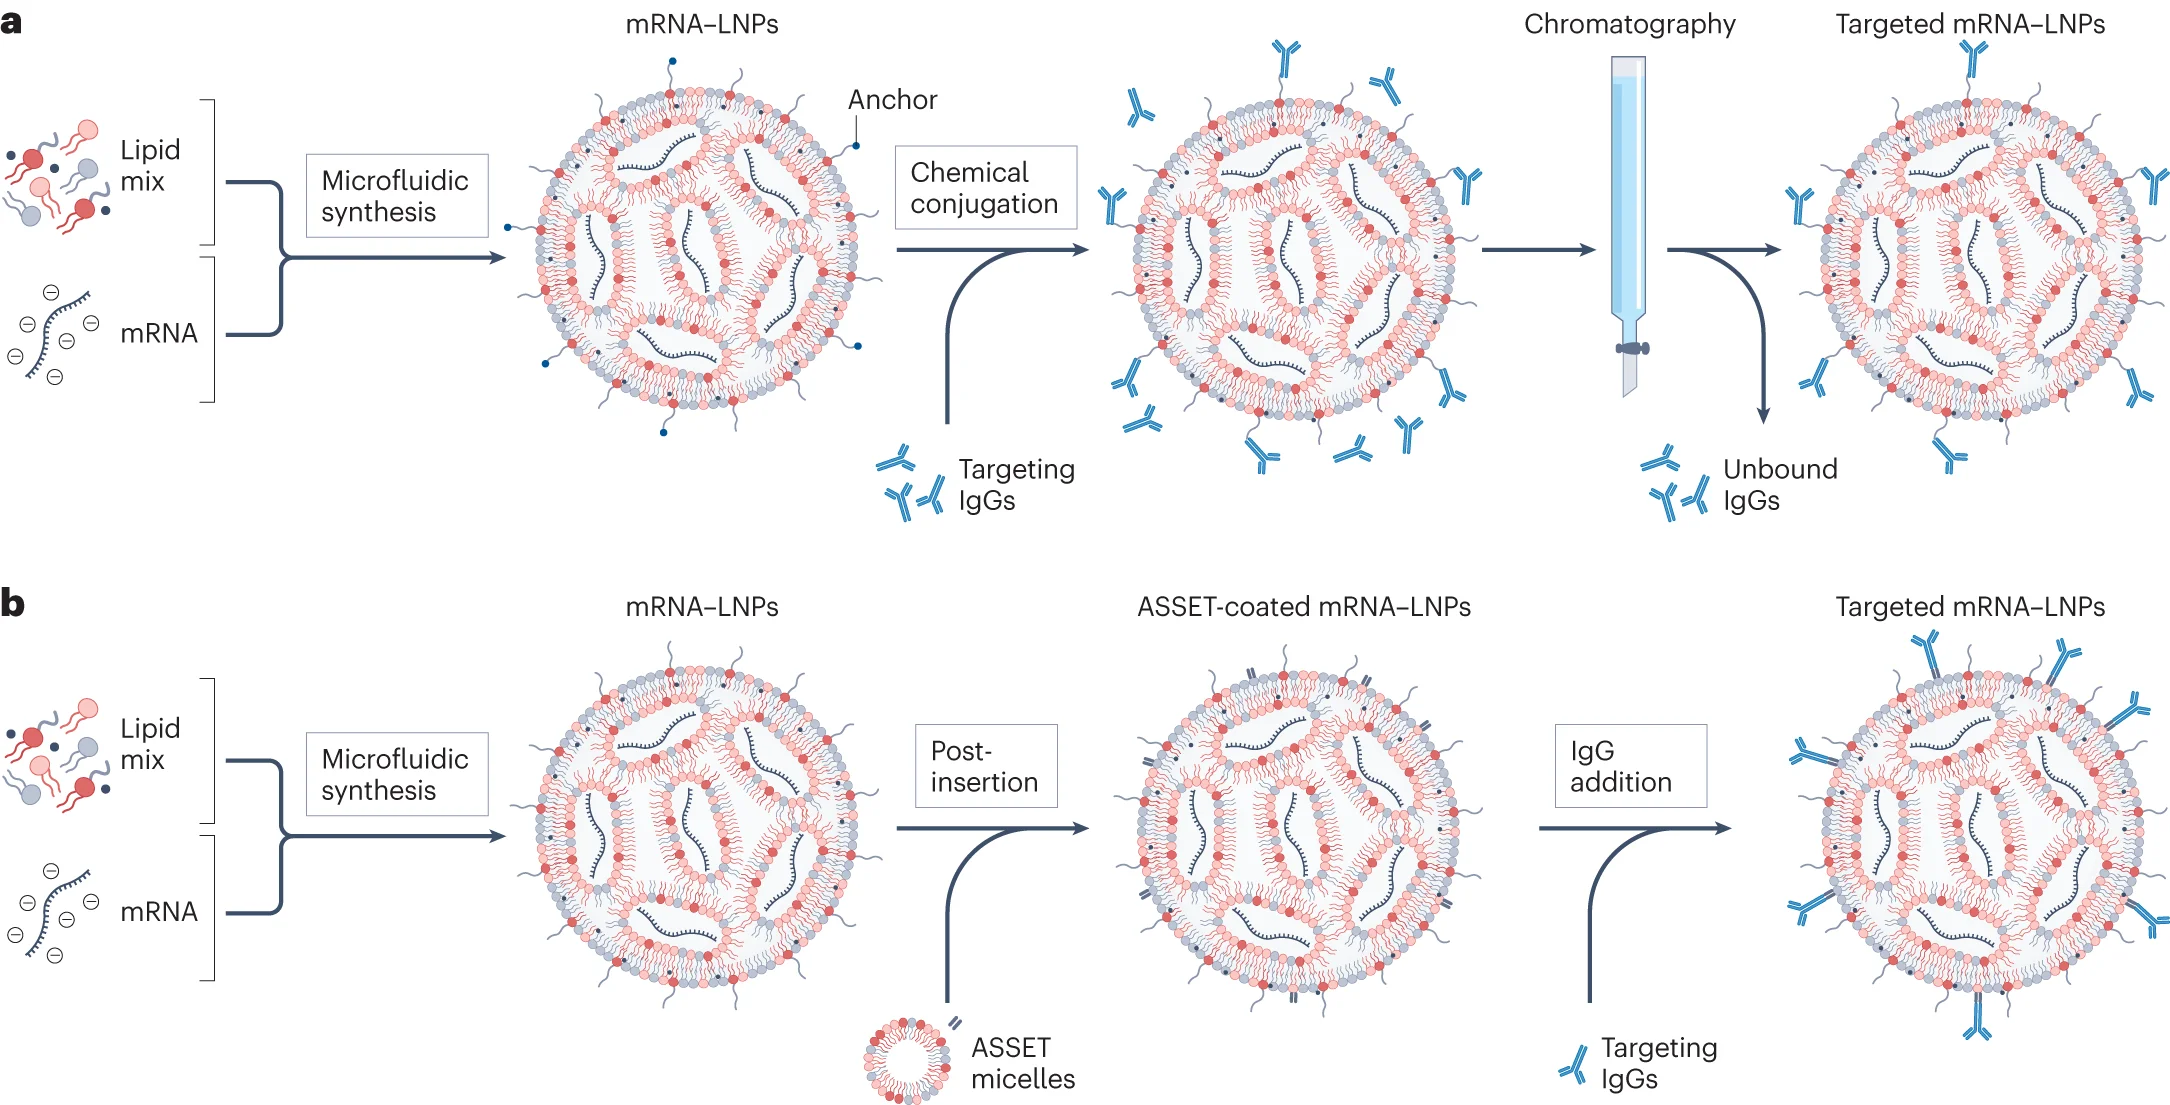 a
mRNA–LNPs
Chromatography
Targeted mRNA–LNPs
Anchor
Lipid
mix
Microfluidic
synthesis
Chemical
conjugation
mRNA
Targeting
IgGs
Unbound
IgGs
b
mRNA–LNPs
ASSET-coated mRNA–LNPs
Targeted mRNA–LNPs
Lipid
mix
Microfluidic
synthesis
Post-
insertion
IgG
addition
mRNA
ASSET
micelles
Targeting
IgGs